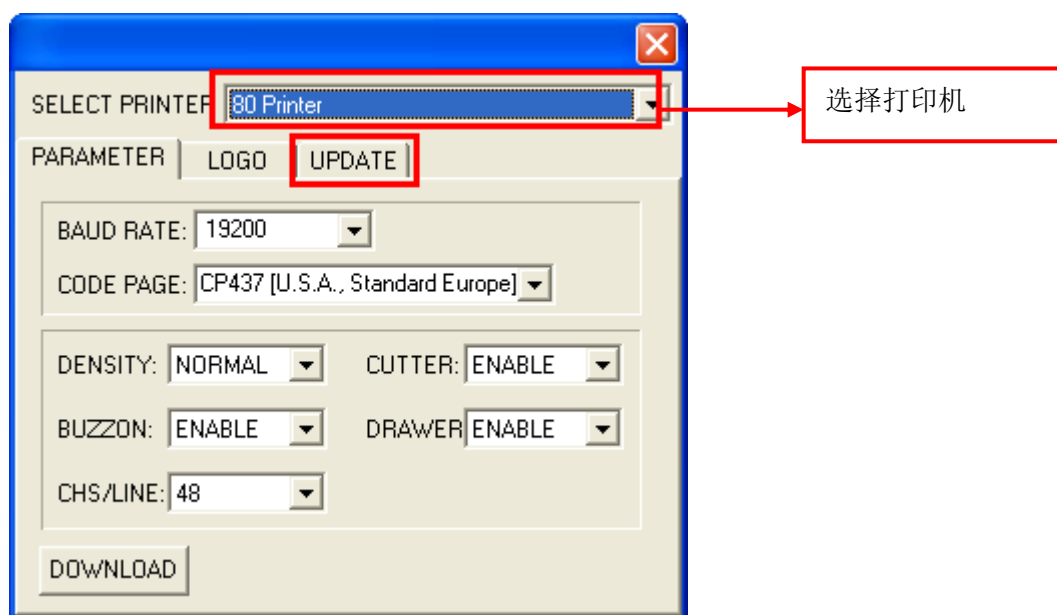 SELECT PRINTER 80 Printer
选择打印机
PARAMETER LOGO UPDATE
BAUD RATE: 19200
CODE PAGE: CP437 [U.S.A., Standard Europe]
DENSITY: NORMAL CUTTER: ENABLE
BUZZON: ENABLE DRAWER ENABLE
CHS/LINE: 48
DOWNLOAD